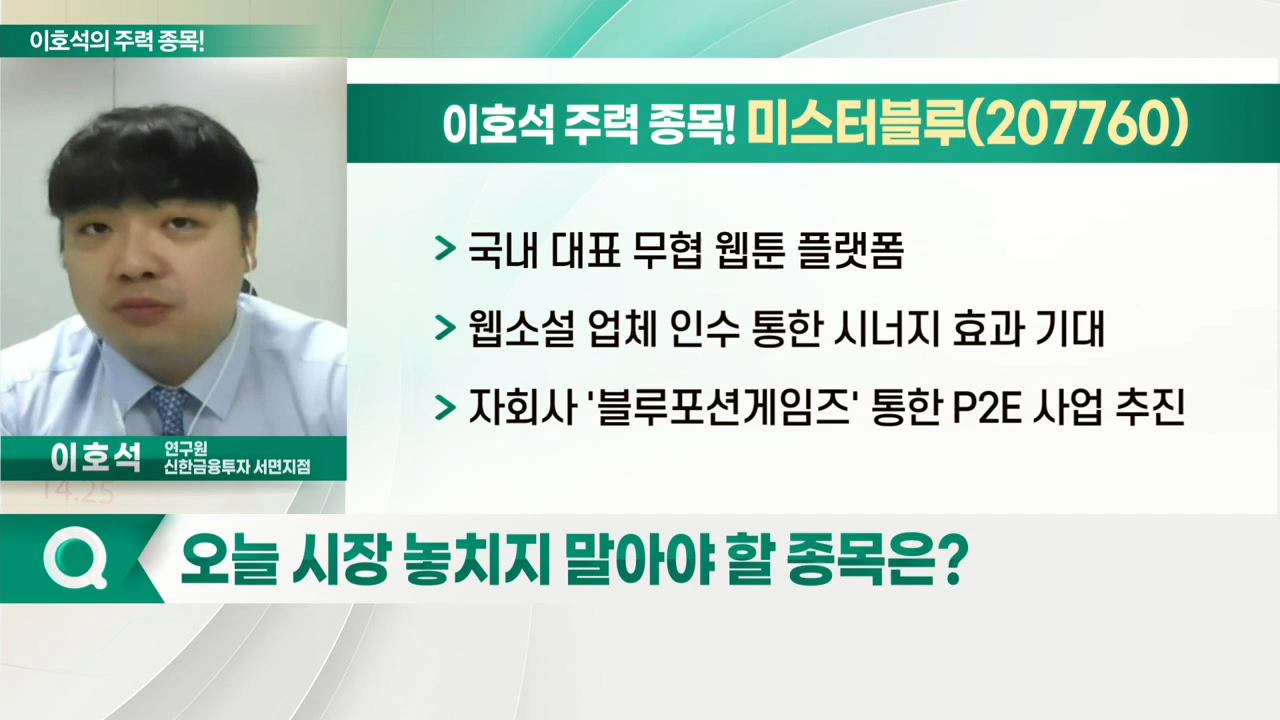 이호석의 주력 종목!
이호석 주력 종목! 미스터블루(207760)
> 국내 대표 무협 웹툰 플랫폼
> 웹소설 업체 인수 통한 시너지 효과 기대
> 자회사 '블루포션게임즈' 통한 P2E 사업 추진
이호석
연구원
신한금융투자 서면지점
14:25
오늘 시장 놓치지 말아야 할 종목은?